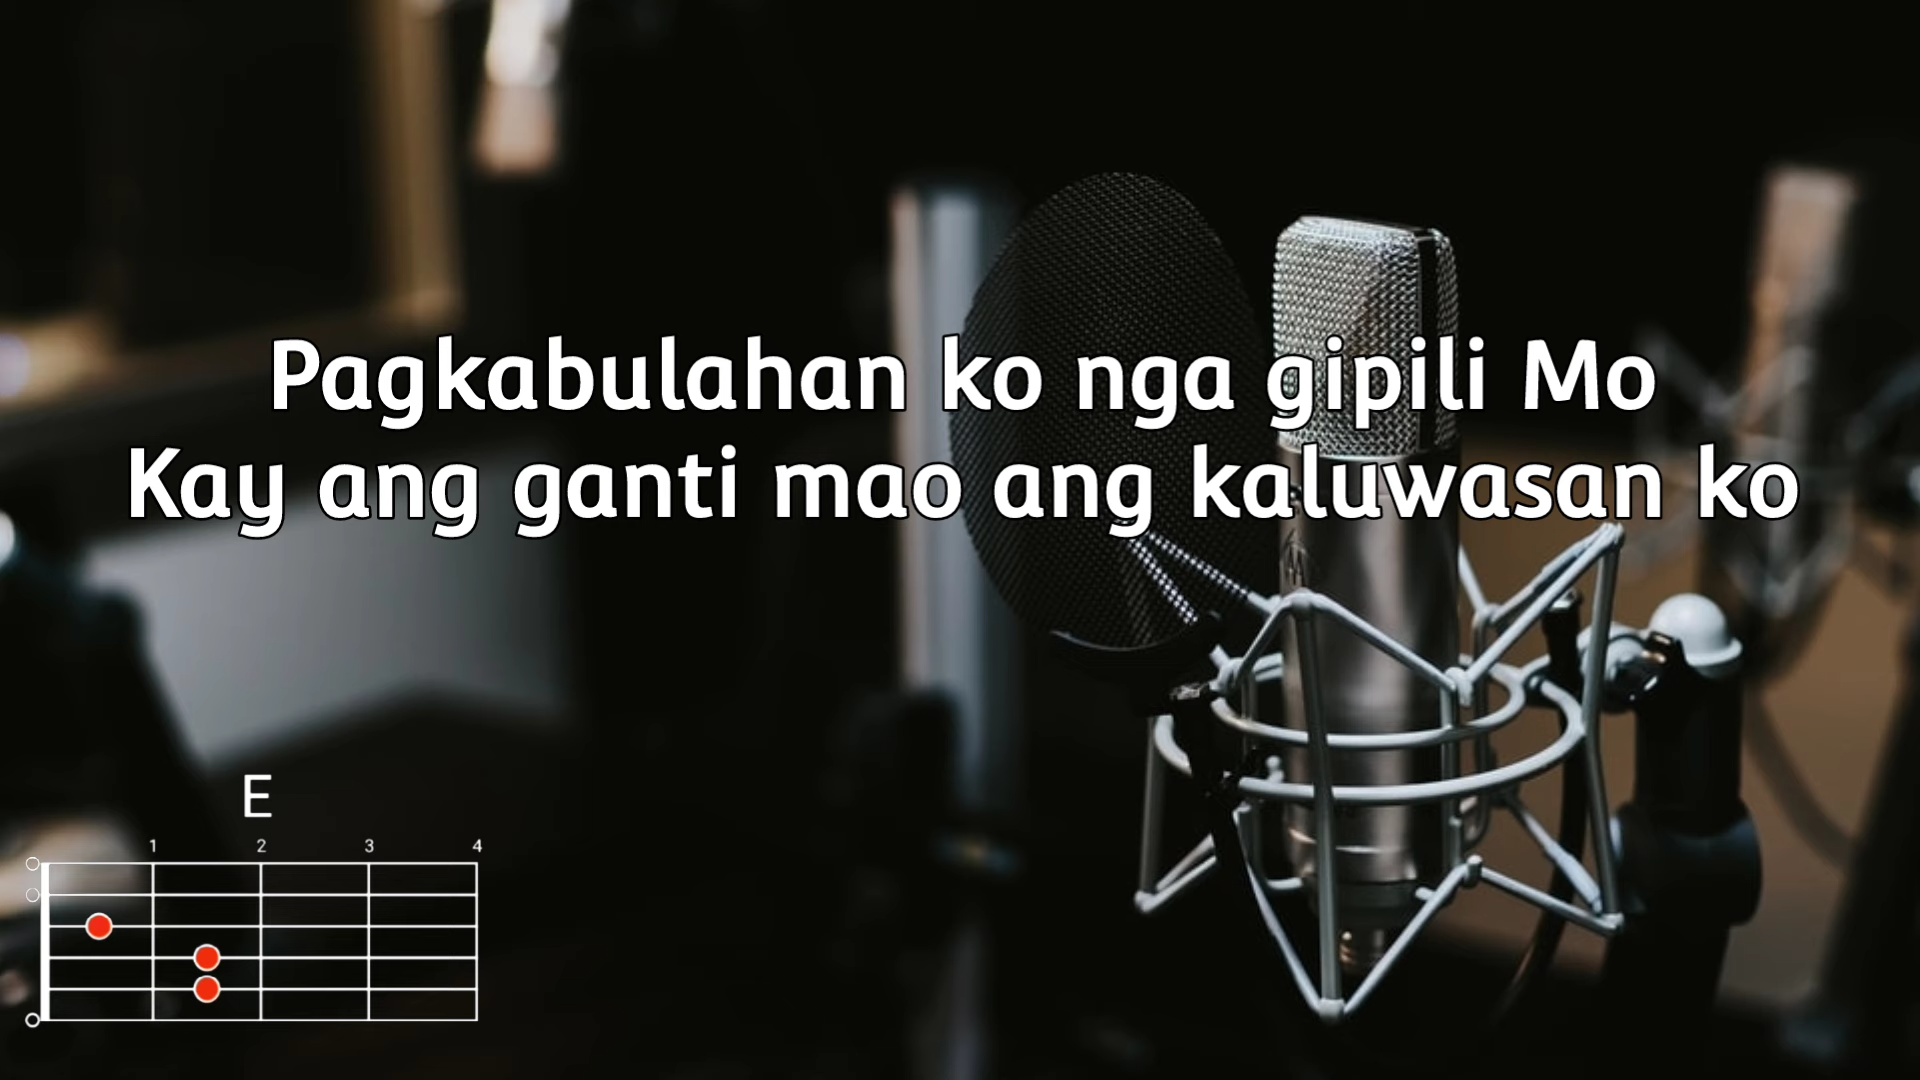 Pagkabulahan ko nga gipili Mo
Kay ang ganti mao ang kaluwasan ko
E
1 2 3 4